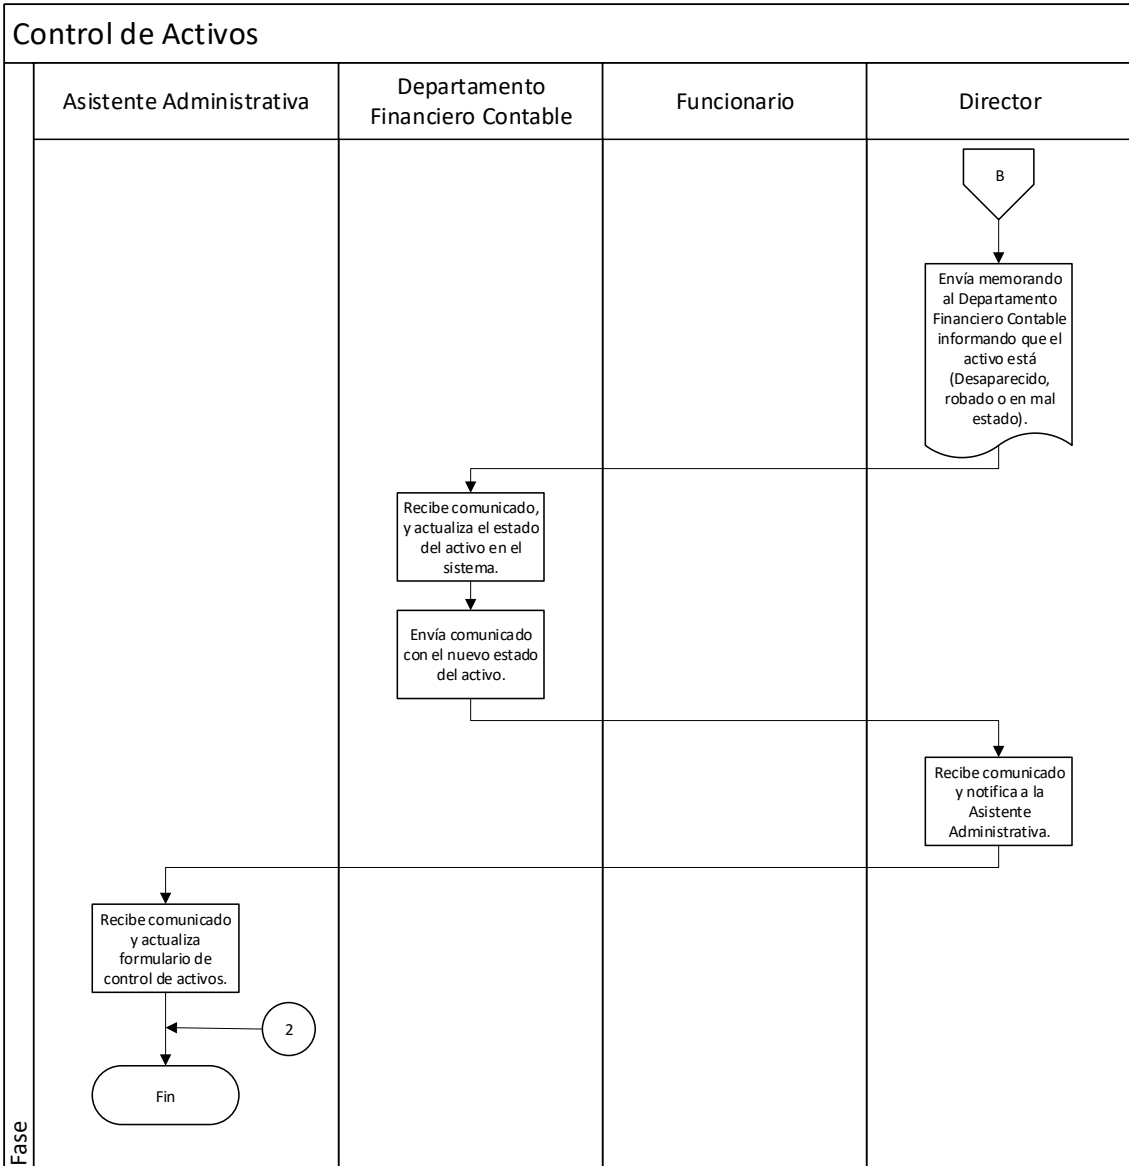 Control de Activos
Asistente Administrativa
Departamento
Financiero Contable
Funcionario
Director
B
Envía memorando
al Departamento
Financiero Contable
informando que el
activo está
(Desaparecido,
robado o en mal
estado).
Recibe comunicado,
y actualiza el estado
del activo en el
sistema.
Envía comunicado
con el nuevo estado
del activo.
Recibe comunicado
y notifica a la
Asistente
Administrativa.
Recibe comunicado
y actualiza
formulario de
control de activos.
2
Fin
Fase